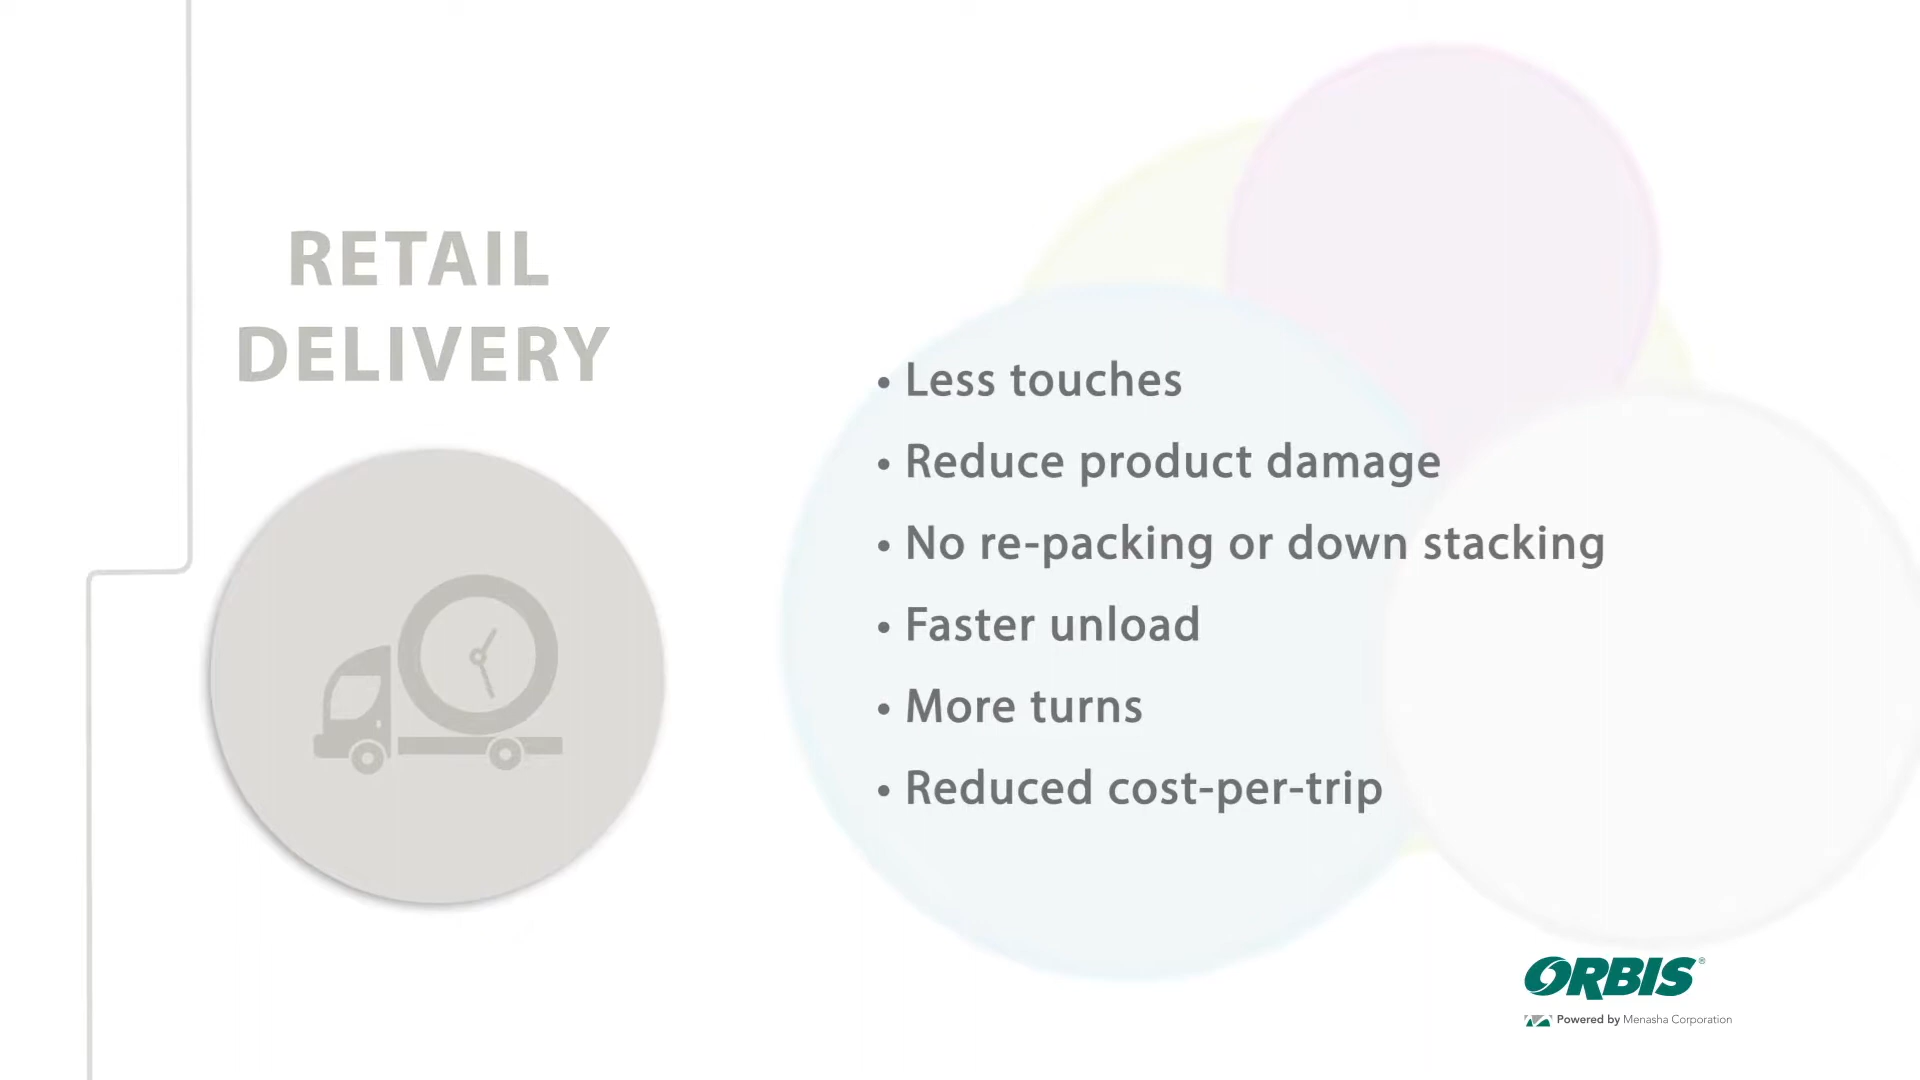 RETAIL
DELIVERY
• Less touches
• Reduce product damage
• No re-packing or down stacking
• Faster unload
• More turns
• Reduced cost-per-trip
ORBIS®
Powered by Menasha Corporation